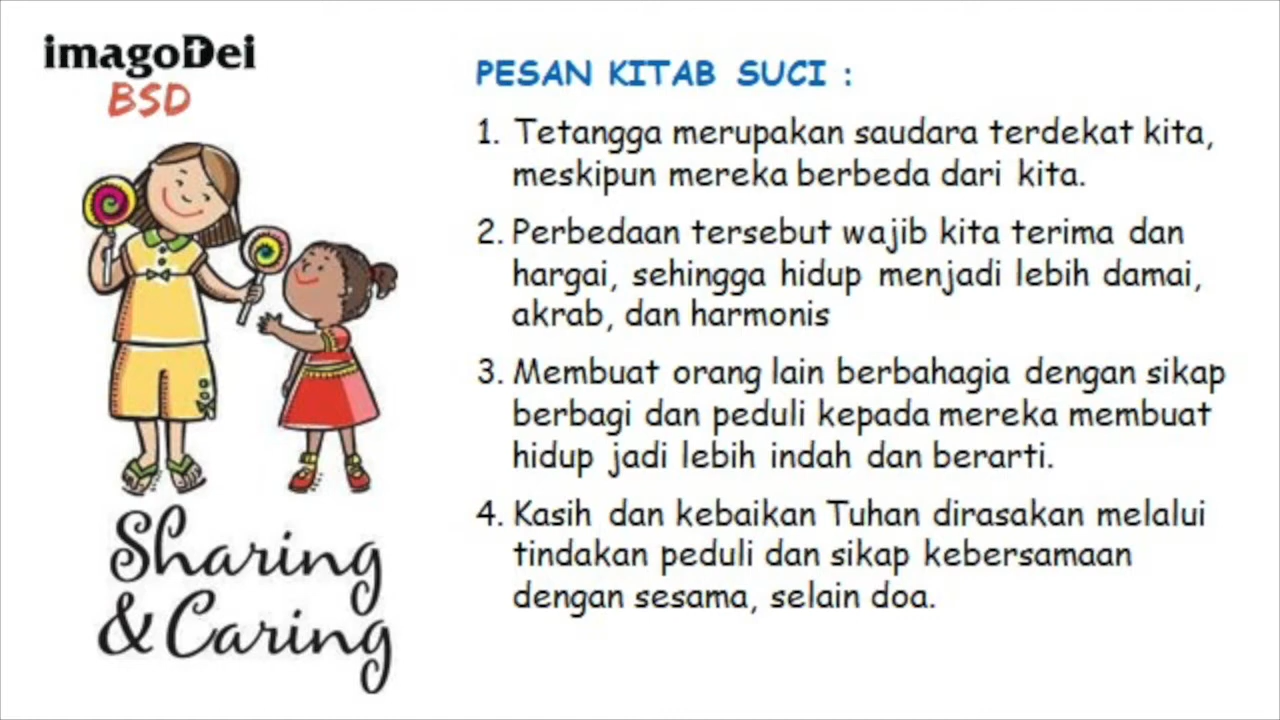 imagoDei
BSD
PESAN KITAB SUCI :
1. Tetangga merupakan saudara terdekat kita,
meskipun mereka berbeda dari kita.
2. Perbedaan tersebut wajib kita terima dan
hargai, sehingga hidup menjadi lebih damai,
akrab, dan harmonis
3. Membuat orang lain berbahagia dengan sikap
berbagi dan peduli kepada mereka membuat
hidup jadi lebih indah dan berarti.
4. Kasih dan kebaikan Tuhan dirasakan melalui
tindakan peduli dan sikap kebersamaan
dengan sesama, selain doa.
Sharing
& Caring